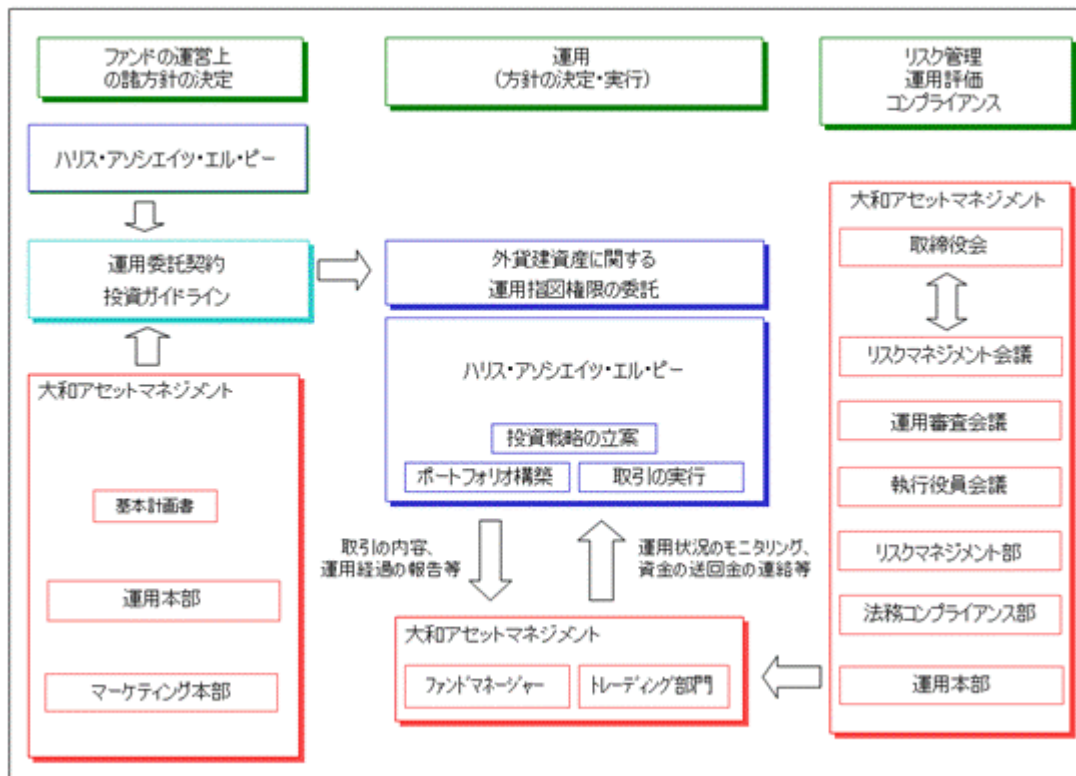 ファンドの運営上
の諸方針の決定
運用
(方針の決定・実行)
リスク管理
運用評価
コンプライアンス
ハリス・アソシエイツ・エル・ピー
運用委託契約
投資ガイドライン
大和アセットマネジメント
基本計画書
運用本部
マーケティング本部
外貨建資産に関する
運用指図権限の委託
ハリス・アソシエイツ・エル・ピー
投資戦略の立案
ポートフォリオ構築
取引の実行
取引の内容、
運用経過の報告等
運用状況のモニタリング、
資金の送回金の連絡等
大和アセットマネジメント
ファンドマネージャー
トレーディング部門
大和アセットマネジメント
取締役会
リスクマネジメント会議
運用審査会議
執行役員会議
リスクマネジメント部
法務コンプライアンス部
運用本部